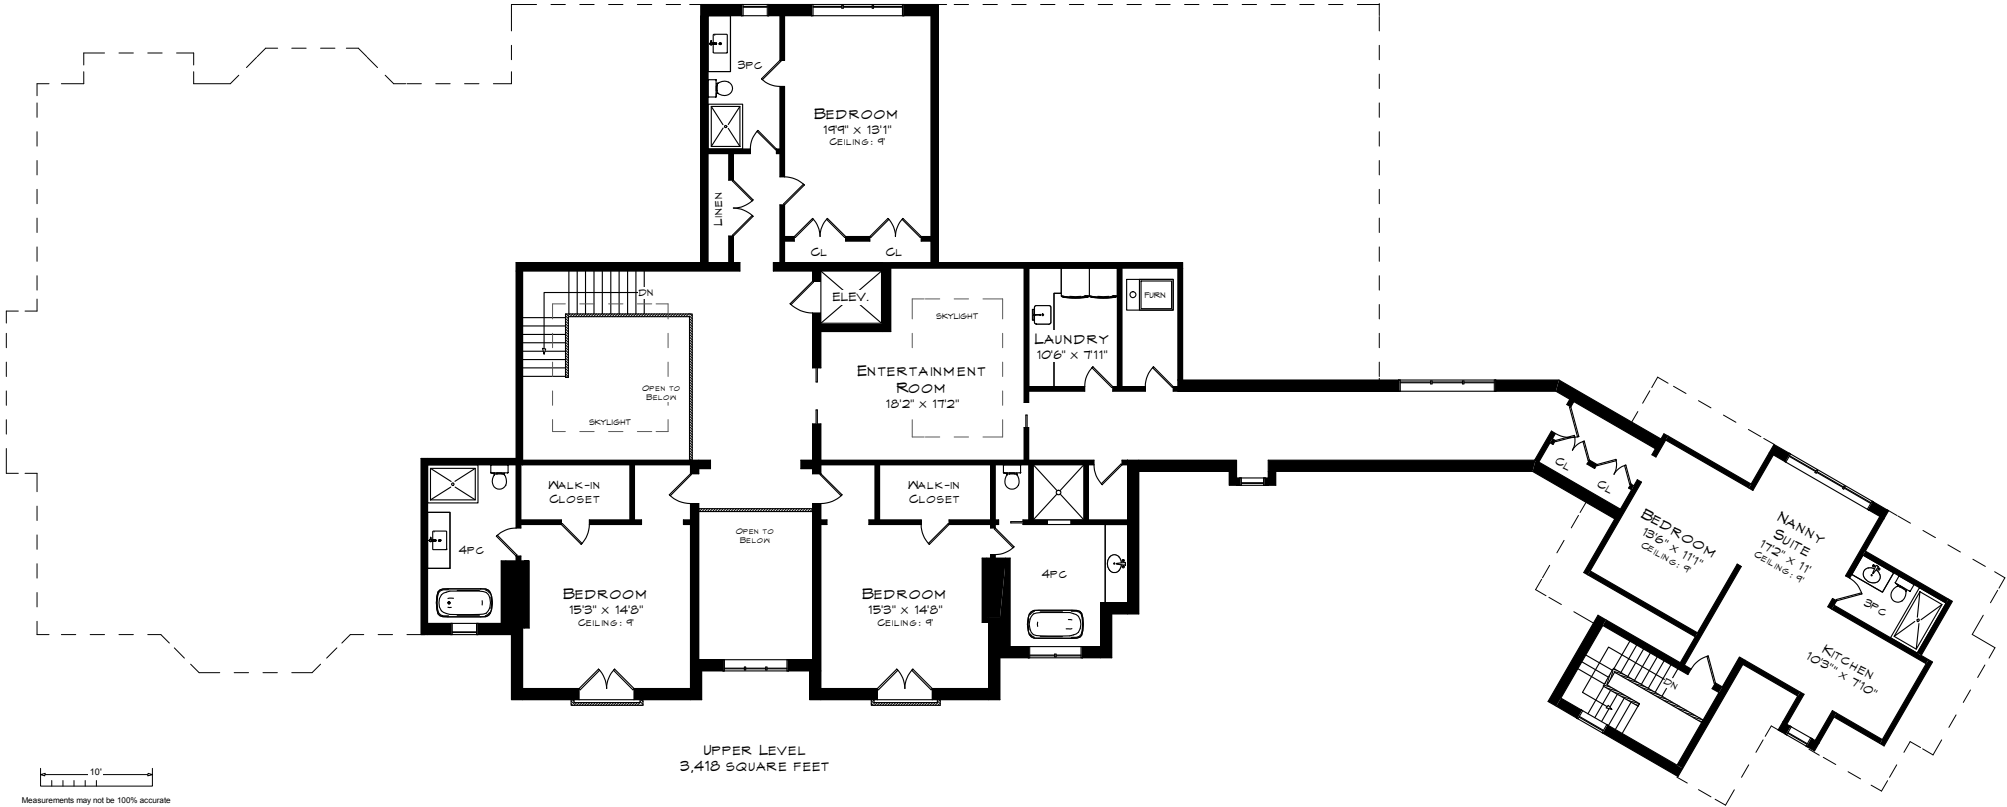 3PC
BEDROOM
19'9" x 13'1"
CEILING: 9'
LINEN
CL
CL
DN
ELEV.
SKYLIGHT
FURN
LAUNDRY
10'6" x 7'11"
ENTERTAINMENT
ROOM
18'2" x 17'2"
OPEN TO
BELOW
SKYLIGHT
WALK-IN
CLOSET
WALK-IN
CLOSET
4PC
OPEN TO
BELOW
4PC
BEDROOM
15'3" x 14'8"
CEILING: 9'
BEDROOM
15'3" x 14'8"
CEILING: 9'
CL
CL
BEDROOM
13'6" x 11'1"
CEILING: 9'
NANNY
SUITE
17'2" x 11'
CEILING: 9'
3PC
KITCHEN
10'3"" x 7'10"
DN
UPPER LEVEL
3,418 SQUARE FEET
10'
Measurements may not be 100% accurate